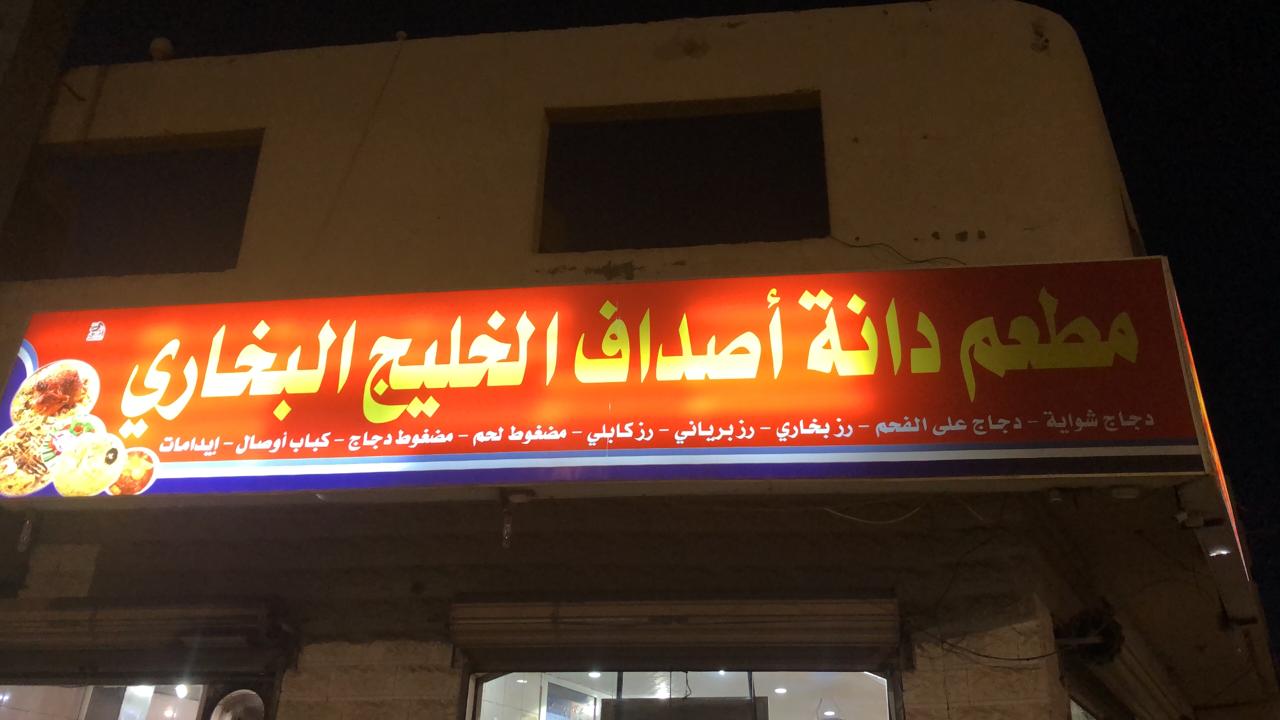 مطعم دانة أصداف الخليج البخاري
دجاج شواية - دجاج على الفحم - رز بخاري - رز برياني - رز كابلي - مضغوط لحم - مضغوط دجاج - كباب أوصال - إيدامات